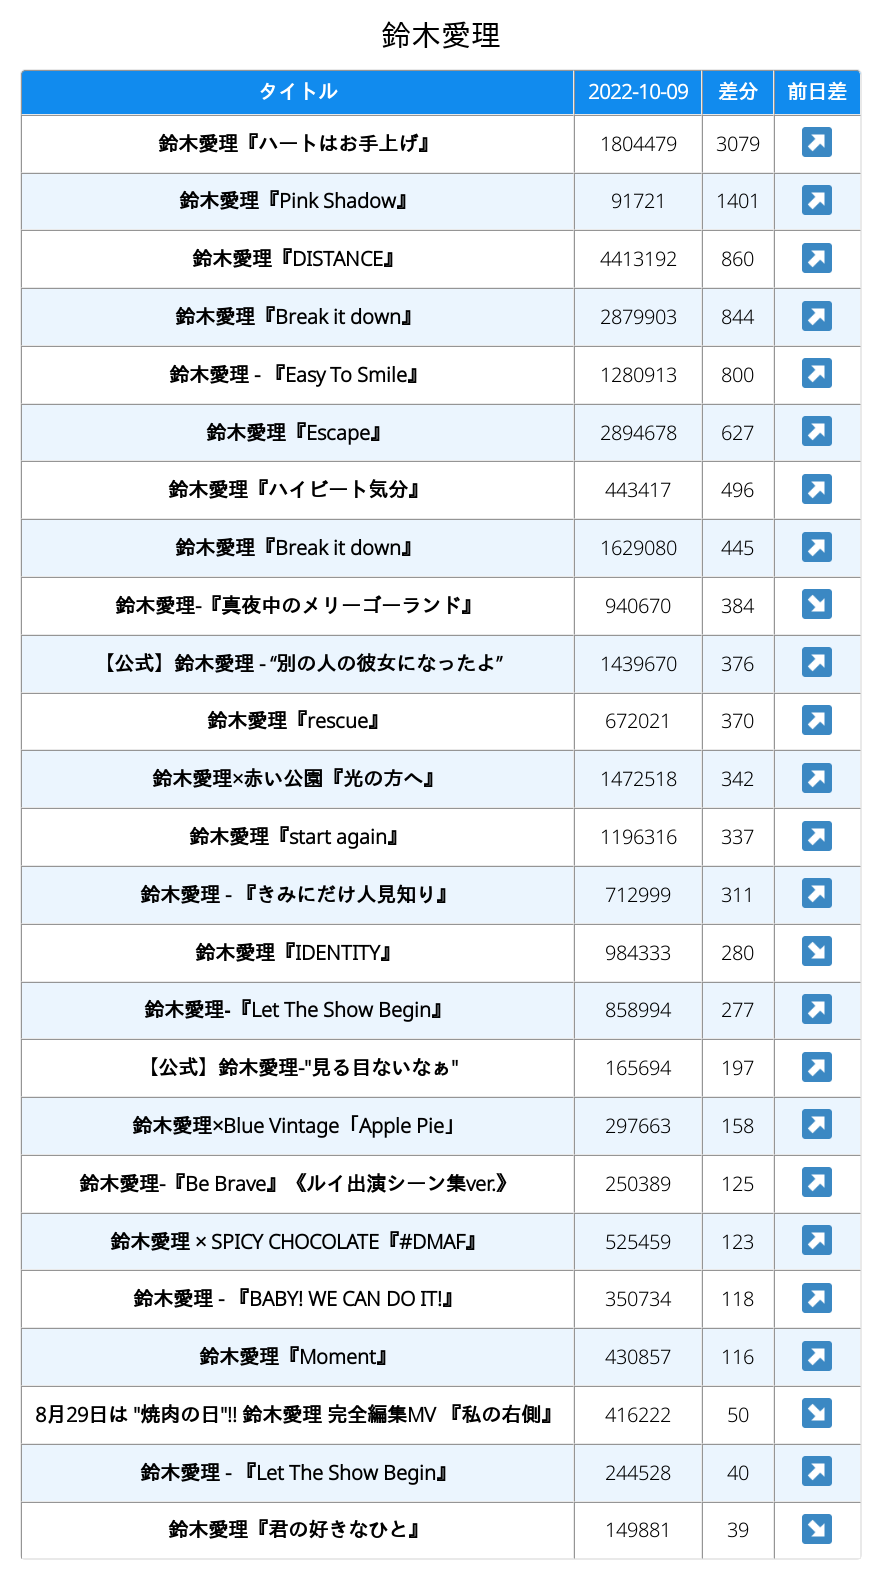 鈴木愛理
タイトル 2022-10-09 差分 前日差
鈴木愛理『ハートはお手上げ』 1804479 3079 ↗
鈴木愛理『Pink Shadow』 91721 1401 ↗
鈴木愛理『DISTANCE』 4413192 860 ↗
鈴木愛理『Break it down』 2879903 844 ↗
鈴木愛理 - 『Easy To Smile』 1280913 800 ↗
鈴木愛理『Escape』 2894678 627 ↗
鈴木愛理『ハイビート気分』 443417 496 ↗
鈴木愛理『Break it down』 1629080 445 ↗
鈴木愛理-『真夜中のメリーゴーランド』 940670 384 ↘
【公式】鈴木愛理 - “別の人の彼女になったよ” 1439670 376 ↗
鈴木愛理『rescue』 672021 370 ↗
鈴木愛理×赤い公園『光の方へ』 1472518 342 ↗
鈴木愛理『start again』 1196316 337 ↗
鈴木愛理 - 『きみにだけ人見知り』 712999 311 ↗
鈴木愛理『IDENTITY』 984333 280 ↘
鈴木愛理-『Let The Show Begin』 858994 277 ↗
【公式】鈴木愛理-"見る目ないなぁ" 165694 197 ↗
鈴木愛理×Blue Vintage「Apple Pie」 297663 158 ↗
鈴木愛理-『Be Brave』《ルイ出演シーン集ver.》 250389 125 ↗
鈴木愛理 × SPICY CHOCOLATE『#DMAF』 525459 123 ↗
鈴木愛理 - 『BABY! WE CAN DO IT!』 350734 118 ↗
鈴木愛理『Moment』 430857 116 ↗
8月29日は "焼肉の日"!! 鈴木愛理 完全編集MV 『私の右側』 416222 50 ↘
鈴木愛理 - 『Let The Show Begin』 244528 40 ↗
鈴木愛理『君の好きなひと』 149881 39 ↘